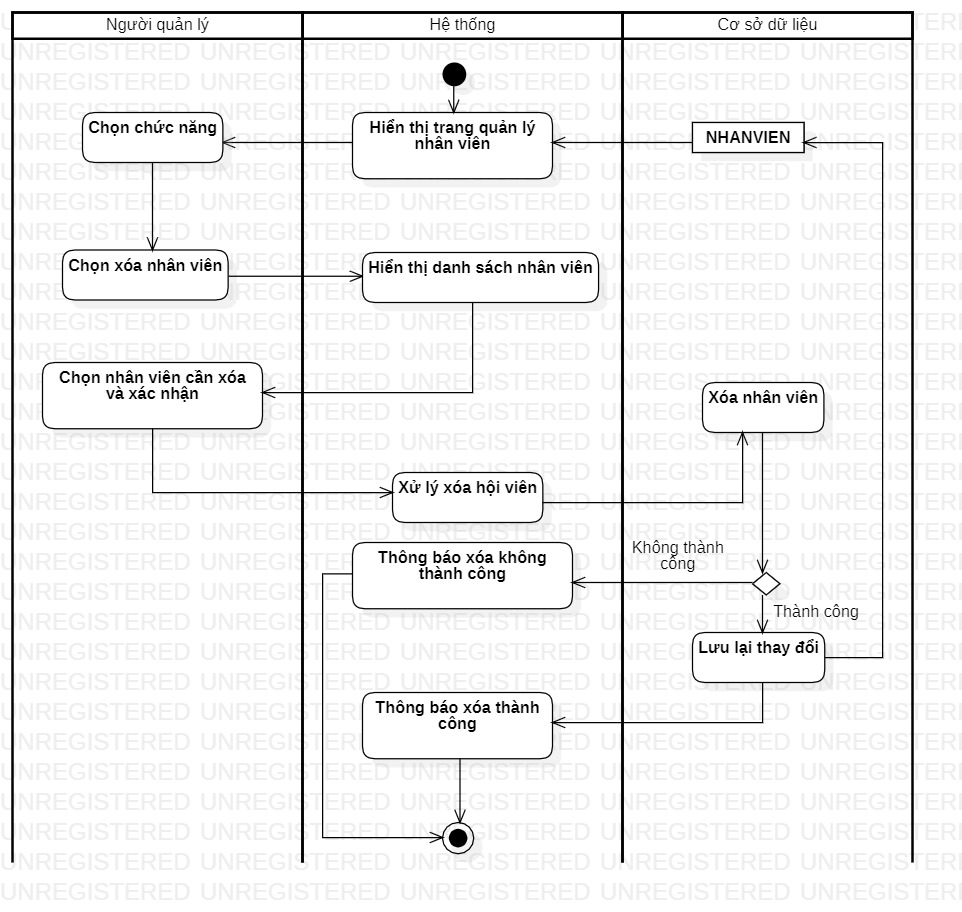 Người quản lý
Hệ thống
Cơ sở dữ liệu
Chọn chức năng
Hiển thị trang quản lý
nhân viên
NHANVIEN
Chọn xóa nhân viên
Hiển thị danh sách nhân viên
Chọn nhân viên cần xóa
và xác nhận
Xóa nhân viên
Xử lý xóa hội viên
Thông báo xóa không
thành công
Không thành
công
Thành công
Lưu lại thay đổi
Thông báo xóa thành
công
UNREGISTERED